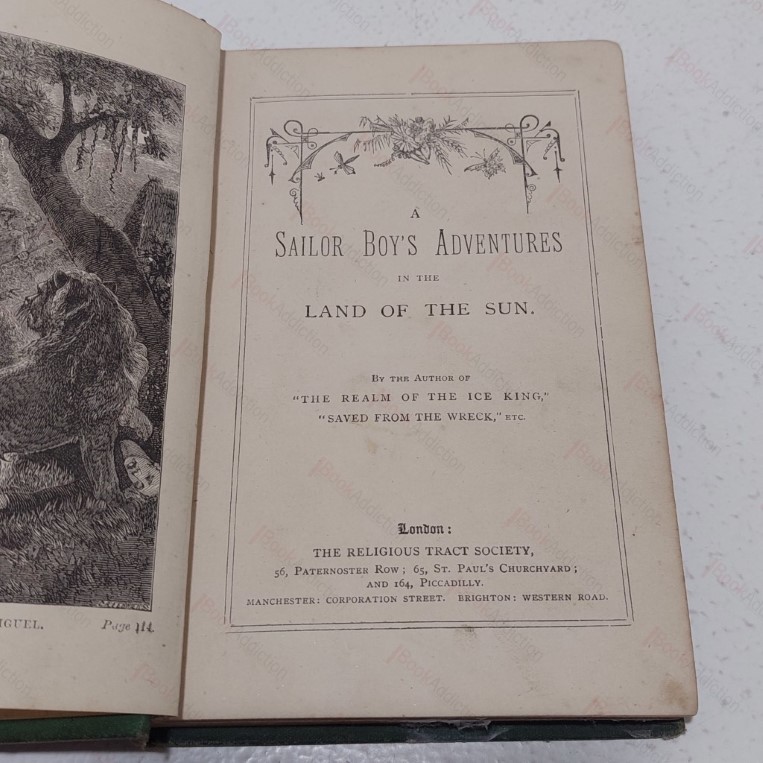 IGUEL. Page 114
A
SAILOR BOY'S ADVENTURES
IN THE
LAND OF THE SUN.
BY THE AUTHOR OF
"THE REALM OF THE ICE KING,"
"SAVED FROM THE WRECK," ETC.
London:
THE RELIGIOUS TRACT SOCIETY,
56, PATERNOSTER ROW; 65, ST. PAUL'S CHURCHYARD;
AND 164, PICCADILLY.
MANCHESTER: CORPORATION STREET. BRIGHTON: WESTERN ROAD.
iBookAddiction